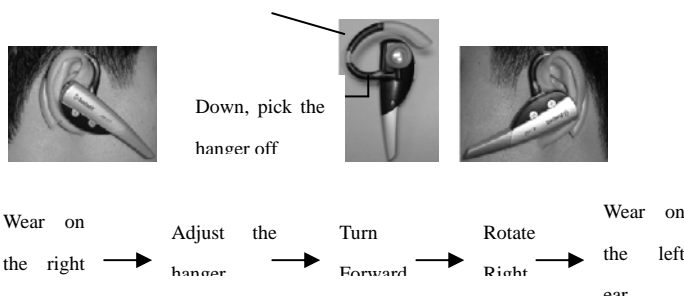 Down, pick the
hanger off
Wear on
the right
Adjust the
hanger
Turn
Forward
Rotate
Right
Wear on
the left
ear